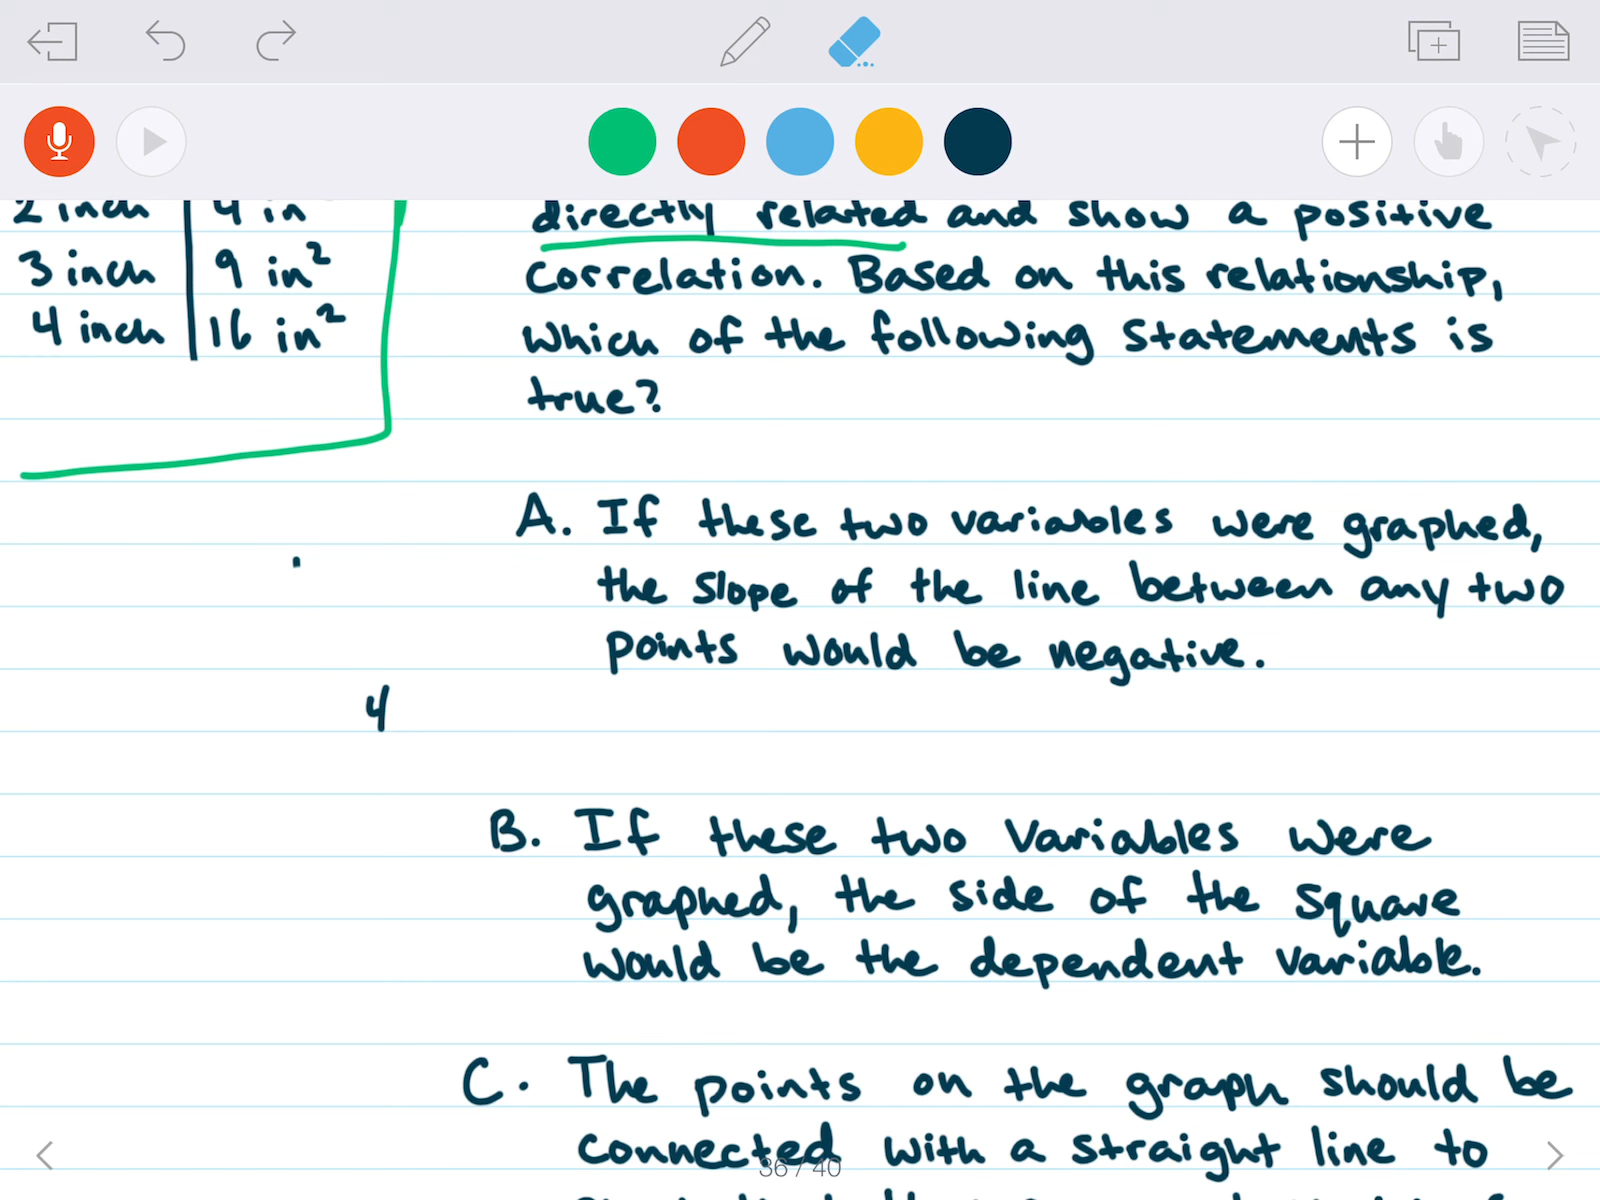 2 inch 4 in
3 inch 9 in²
4 inch 16 in²
directly related and show a positive
correlation. Based on this relationship,
which of the following statements is
true?
A. If these two variables were graphed,
the slope of the line between any two
points would be negative.
4
B. If these two variables were
graphed, the side of the square
would be the dependent variable.
C. The points on the graph should be
connected with a straight line to
36 / 40